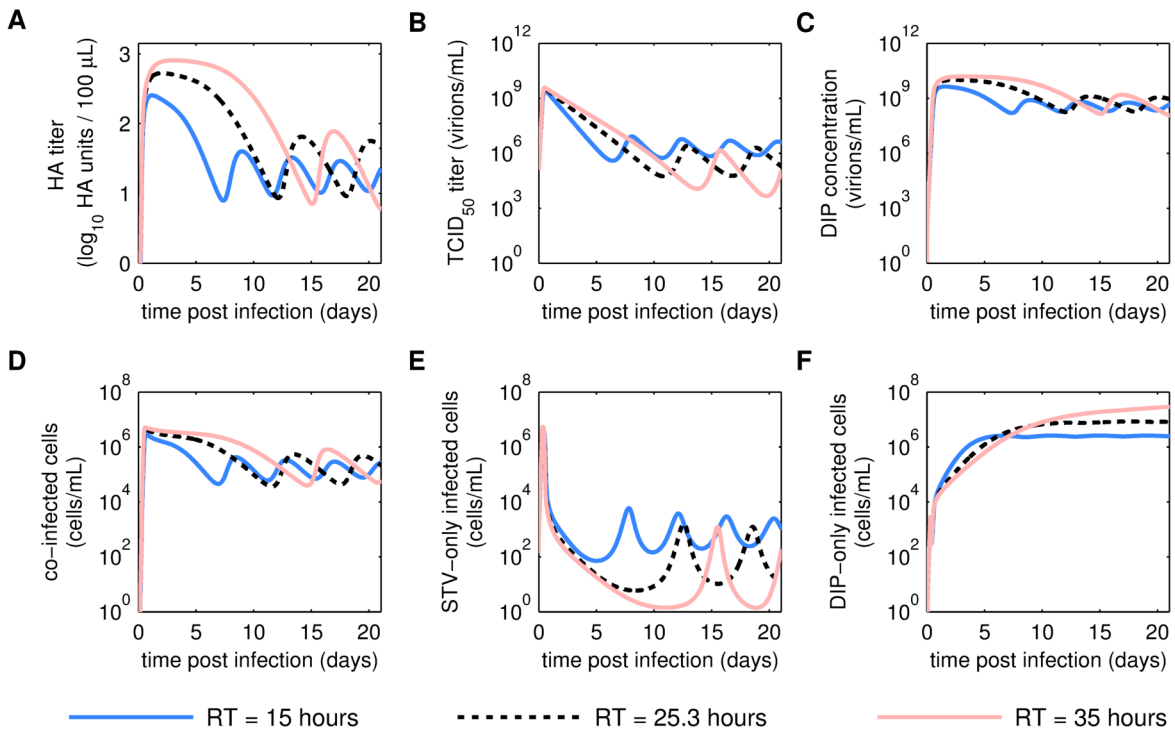 A
HA titer
(log10 HA units / 100 μL)
3
2
1
0
0 5 10 15 20
time post infection (days)
B
TCID50 titer (virions/mL)
10^12
10^9
10^6
10^3
10^0
0 5 10 15 20
time post infection (days)
C
DIP concentration
(virions/mL)
10^12
10^9
10^6
10^3
10^0
0 5 10 15 20
time post infection (days)
D
co−infected cells
(cells/mL)
10^8
10^6
10^4
10^2
10^0
0 5 10 15 20
time post infection (days)
E
STV−only infected cells
(cells/mL)
10^8
10^6
10^4
10^2
10^0
0 5 10 15 20
time post infection (days)
F
DIP−only infected cells
(cells/mL)
10^8
10^6
10^4
10^2
10^0
0 5 10 15 20
time post infection (days)
RT = 15 hours RT = 25.3 hours RT = 35 hours